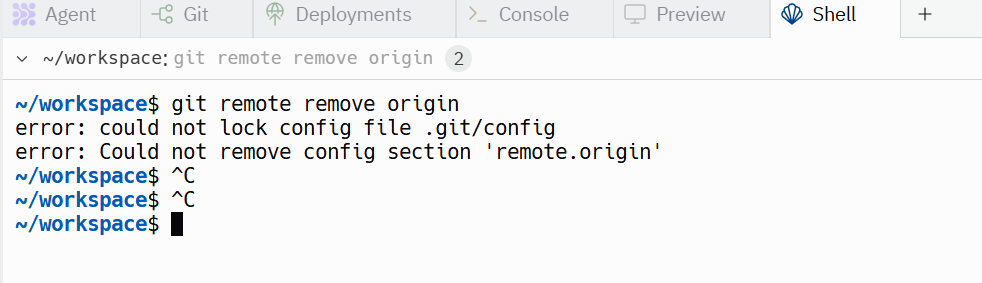 Agent Git Deployments Console Preview Shell +
~/workspace: git remote remove origin 2
~/workspace$ git remote remove origin
error: could not lock config file .git/config
error: Could not remove config section 'remote.origin'
~/workspace$ ^C
~/workspace$ ^C
~/workspace$